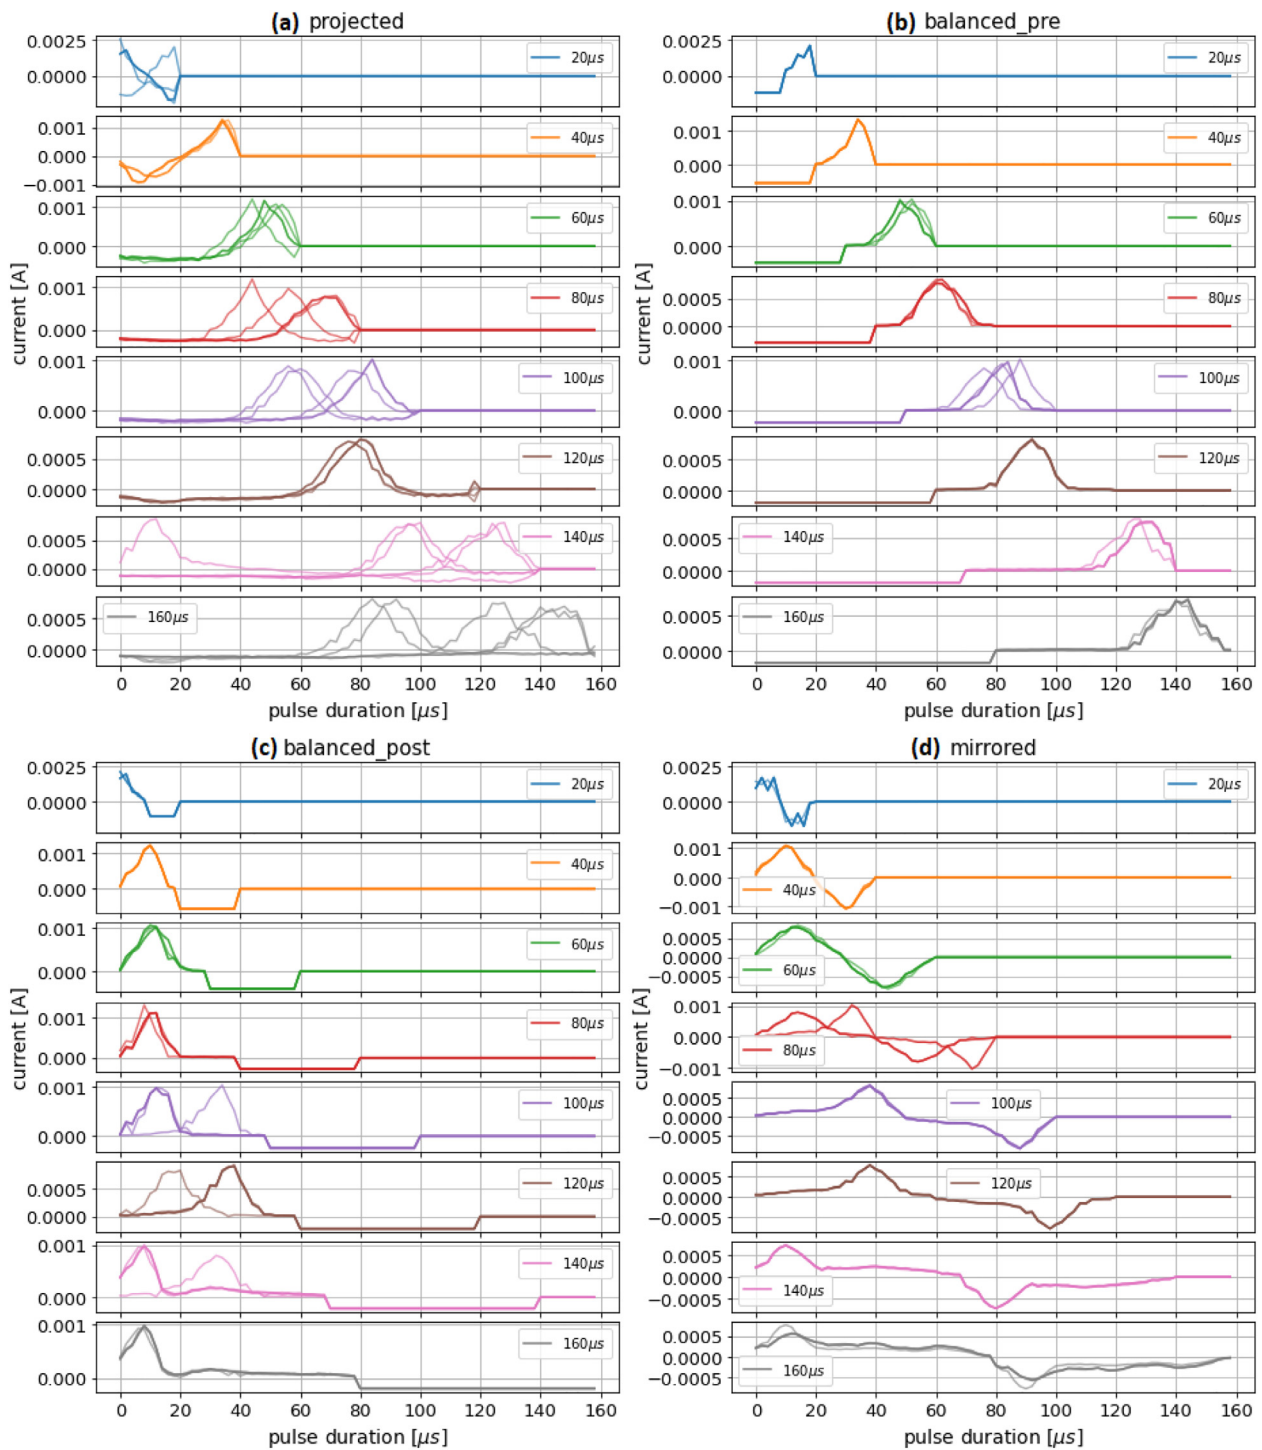 (a) projected
0.0025
0.0000
20μs
0.001
0.000
−0.001
40μs
0.001
0.000
60μs
0.001
0.000
80μs
0.001
0.000
100μs
0.0005
0.0000
120μs
0.0005
0.0000
140μs
0.0005
0.0000
160μs
0 20 40 60 80 100 120 140 160
pulse duration [μs]
current [A]
(b) balanced_pre
0.0025
0.0000
20μs
0.001
0.000
40μs
0.001
0.000
60μs
0.0005
0.0000
80μs
0.001
0.000
100μs
0.0005
0.0000
120μs
0.0005
0.0000
140μs
0.0005
0.0000
160μs
0 20 40 60 80 100 120 140 160
pulse duration [μs]
current [A]
(c) balanced_post
0.0025
0.0000
20μs
0.001
0.000
40μs
0.001
0.000
60μs
0.001
0.000
80μs
0.001
0.000
100μs
0.0005
0.0000
120μs
0.001
0.000
140μs
0.001
0.000
160μs
0 20 40 60 80 100 120 140 160
pulse duration [μs]
current [A]
(d) mirrored
0.0025
0.0000
20μs
0.001
0.000
−0.001
40μs
0.0005
0.0000
−0.0005
60μs
0.001
0.000
−0.001
80μs
0.0005
0.0000
−0.0005
100μs
0.0005
0.0000
−0.0005
120μs
0.0005
0.0000
−0.0005
140μs
0.0005
0.0000
−0.0005
160μs
0 20 40 60 80 100 120 140 160
pulse duration [μs]
current [A]